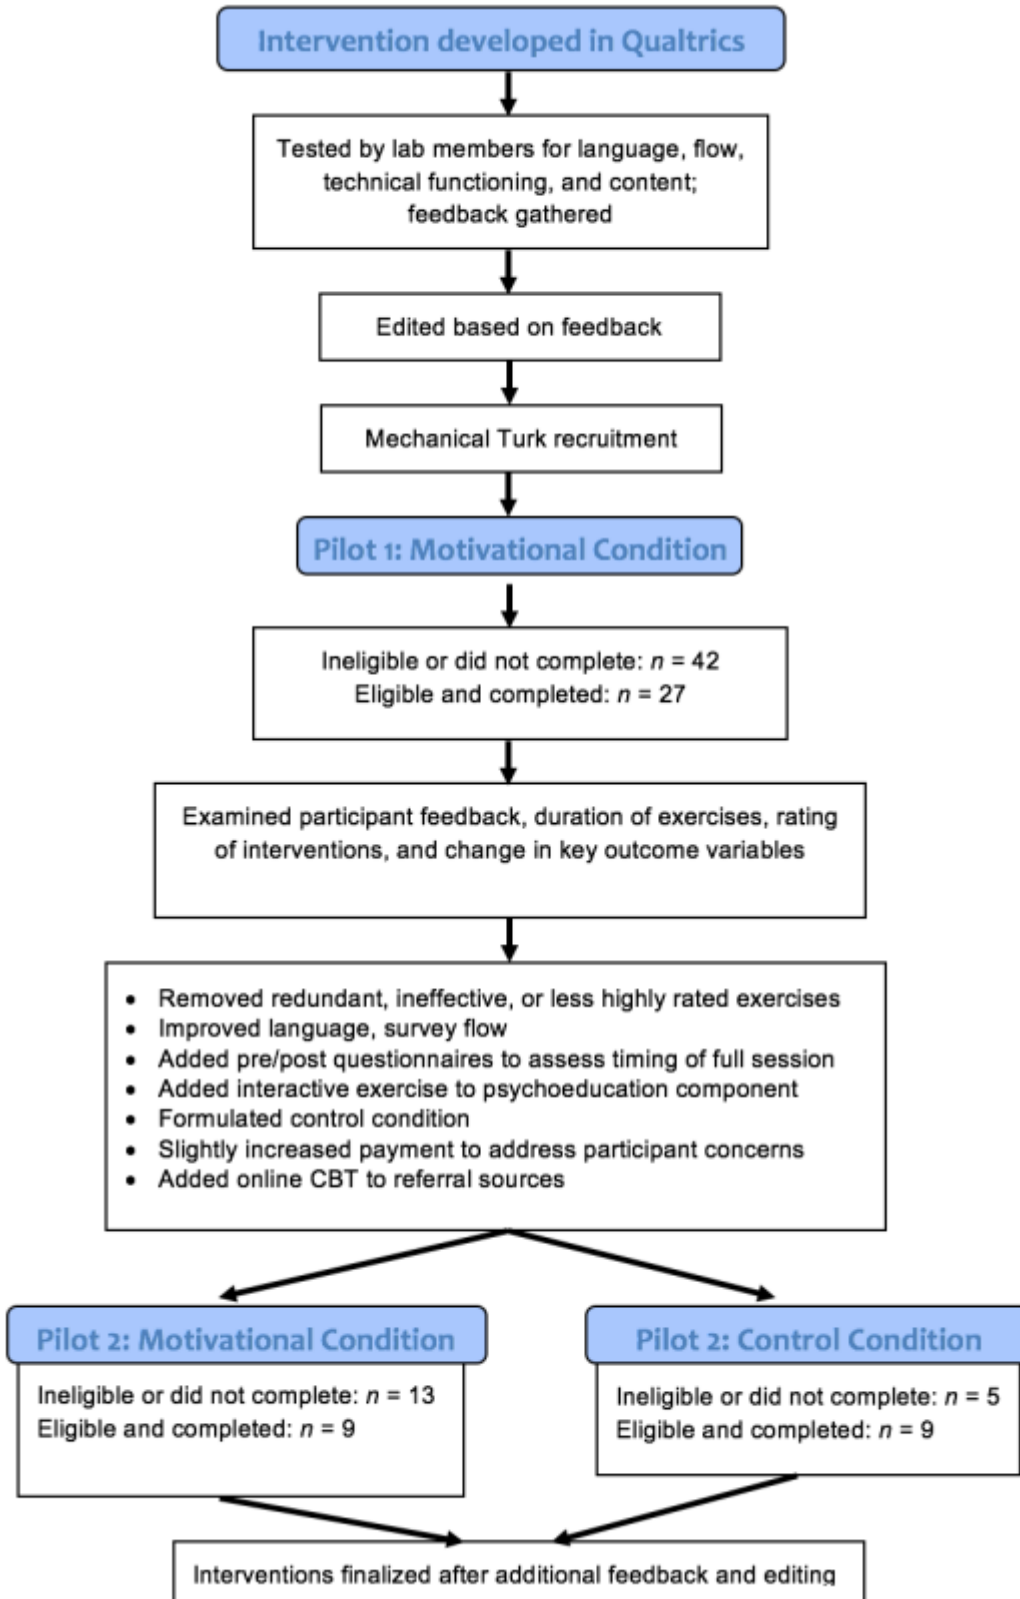 Intervention developed in Qualtrics
Tested by lab members for language, flow,
technical functioning, and content;
feedback gathered
Edited based on feedback
Mechanical Turk recruitment
Pilot 1: Motivational Condition
Ineligible or did not complete: n = 42
Eligible and completed: n = 27
Examined participant feedback, duration of exercises, rating
of interventions, and change in key outcome variables
• Removed redundant, ineffective, or less highly rated exercises
• Improved language, survey flow
• Added pre/post questionnaires to assess timing of full session
• Added interactive exercise to psychoeducation component
• Formulated control condition
• Slightly increased payment to address participant concerns
• Added online CBT to referral sources
Pilot 2: Motivational Condition
Ineligible or did not complete: n = 13
Eligible and completed: n = 9
Pilot 2: Control Condition
Ineligible or did not complete: n = 5
Eligible and completed: n = 9
Interventions finalized after additional feedback and editing